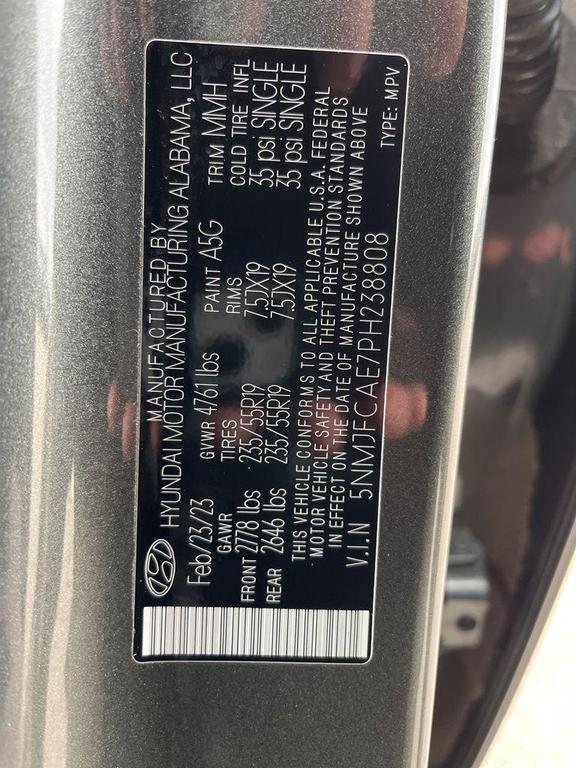 MANUFACTURED BY
HYUNDAI MOTOR MANUFACTURING ALABAMA, LLC
Feb/23/23 GVWR 4761 lbs PAINT A5G TRIM MMH
GAWR TIRES RIMS COLD TIRE INFL
FRONT 2778 lbs 235/55R19 7.5JX19 35 psi SINGLE
REAR 2646 lbs 235/55R19 7.5JX19 35 psi SINGLE
THIS VEHICLE CONFORMS TO ALL APPLICABLE U.S.A. FEDERAL
MOTOR VEHICLE SAFETY AND THEFT PREVENTION STANDARDS
IN EFFECT ON THE DATE OF MANUFACTURE SHOWN ABOVE
V.I.N 5NMJFCAE7PH238808 TYPE: MPV